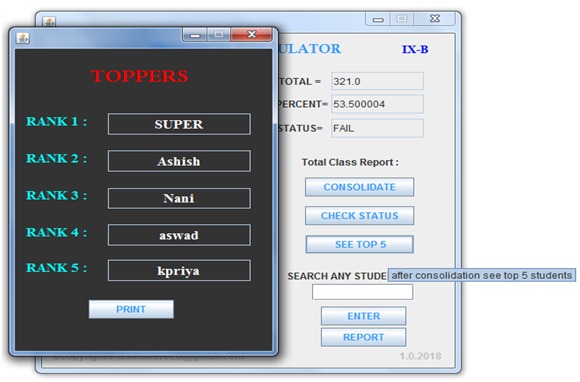 TOPPERS
RANK 1 :
SUPER
RANK 2 :
Ashish
RANK 3 :
Nani
RANK 4 :
aswad
RANK 5 :
kpriya
PRINT
ULATOR
IX-B
TOTAL =
321.0
PERCENT=
53.500004
STATUS=
FAIL
Total Class Report :
CONSOLIDATE
CHECK STATUS
SEE TOP 5
SEARCH ANY STUDE
after consolidation see top 5 students
ENTER
REPORT
1.0.2018